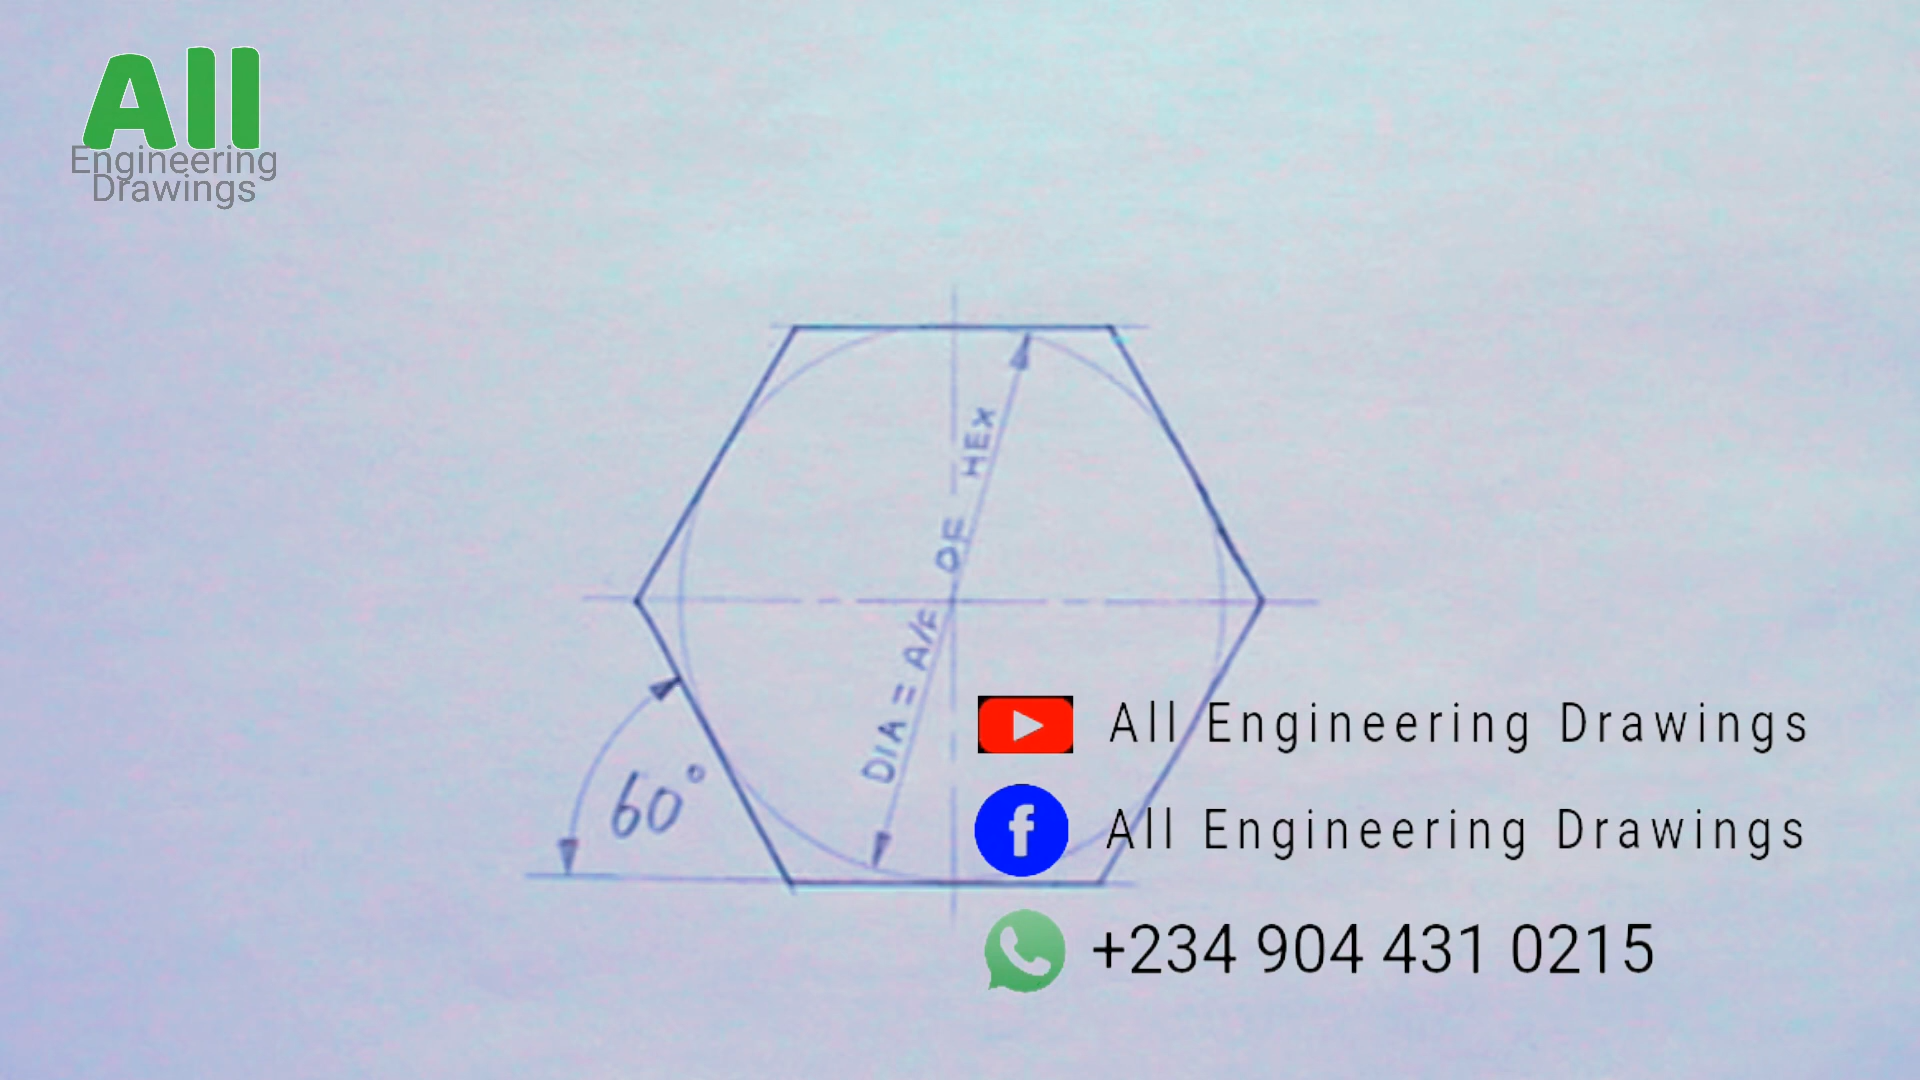 All
Engineering
Drawings
DIA = A/F OF HEX
60°
All Engineering Drawings
All Engineering Drawings
+234 904 431 0215